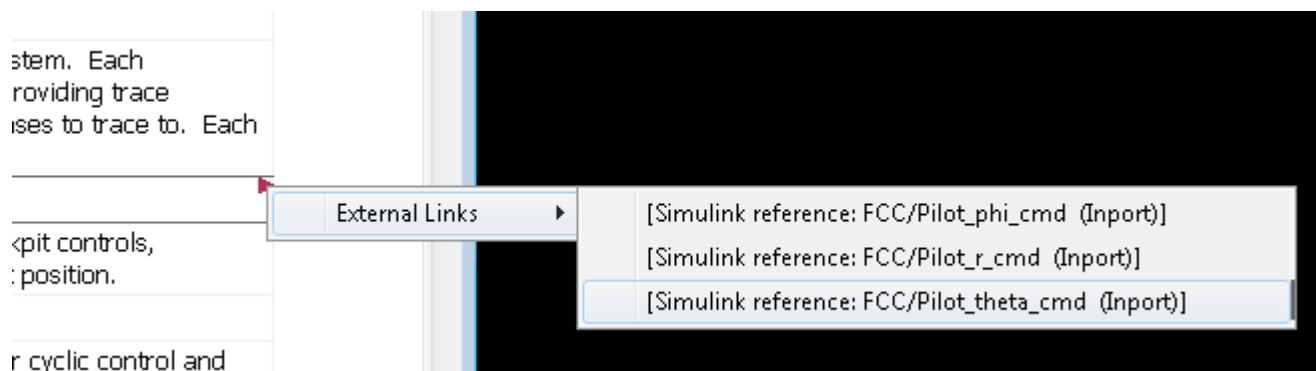 stem.  Each
roviding trace
ses to trace to.  Each
External Links
[Simulink reference: FCC/Pilot_phi_cmd  (Inport)]
[Simulink reference: FCC/Pilot_r_cmd  (Inport)]
kpit controls,
position.
[Simulink reference: FCC/Pilot_theta_cmd  (Inport)]
r cyclic control and